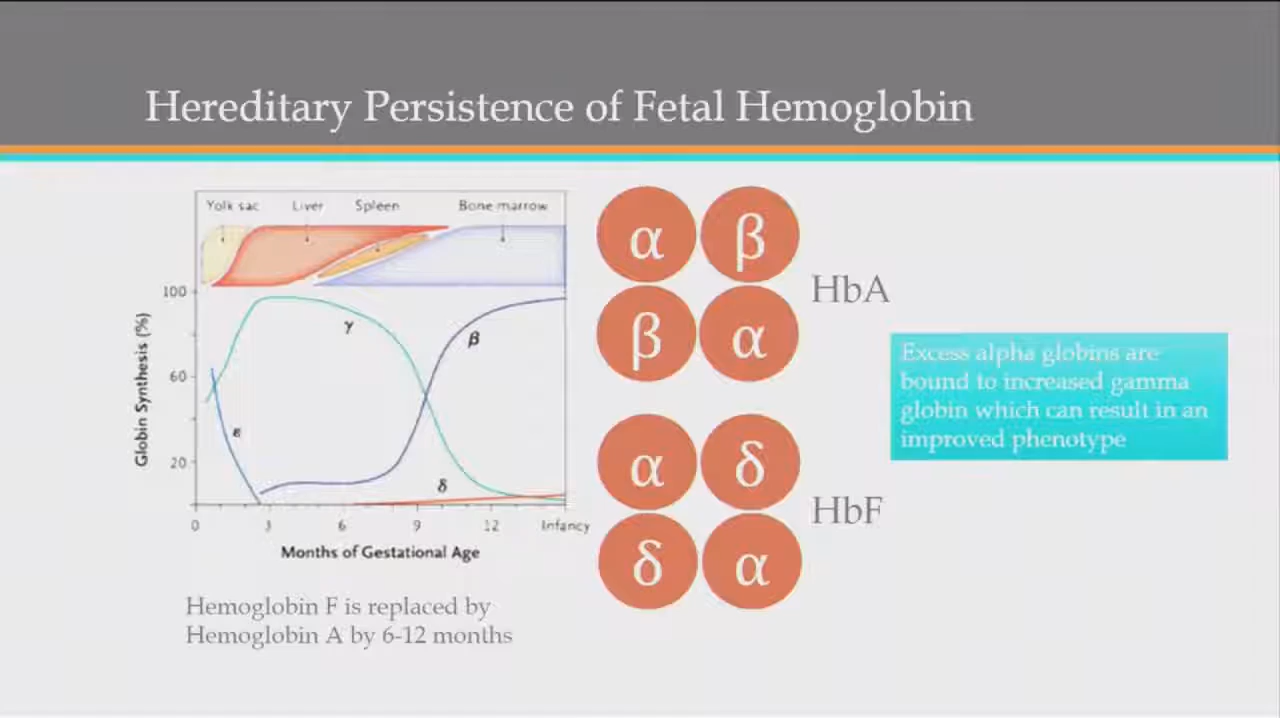 Hereditary Persistence of Fetal Hemoglobin
Yolk sac Liver Spleen Bone marrow
100
60
20
Globin Synthesis (%)
γ
β
ε
δ
0 3 6 9 12 Infancy
Months of Gestational Age
Hemoglobin F is replaced by
Hemoglobin A by 6-12 months
α β
β α
HbA
α δ
δ α
HbF
Excess alpha globins are
bound to increased gamma
globin which can result in an
improved phenotype